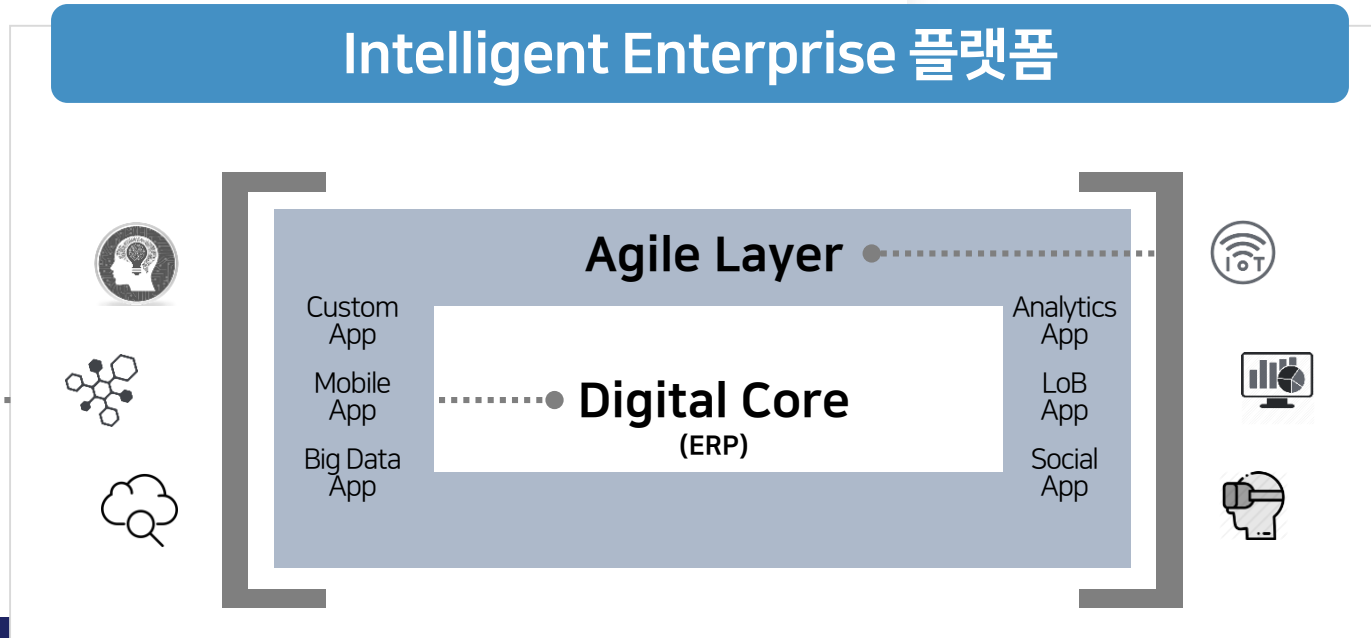 Intelligent Enterprise 플랫폼
Agile Layer
Custom
App
Mobile
App
Big Data
App
Digital Core
(ERP)
Analytics
App
LoB
App
Social
App
IoT